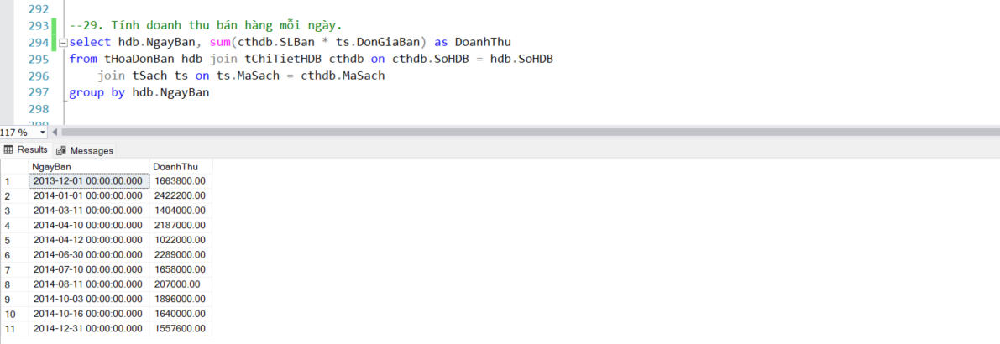 292
293 --29. Tính doanh thu bán hàng mỗi ngày.
294 select hdb.NgayBan, sum(cthdb.SLBan * ts.DonGiaBan) as DoanhThu
295 from tHoaDonBan hdb join tChiTietHDB cthdb on cthdb.SoHDB = hdb.SoHDB
296 join tSach ts on ts.MaSach = cthdb.MaSach
297 group by hdb.NgayBan
298
117 %
Results Messages
NgayBan DoanhThu
1 2013-12-01 00:00:00.000 1663800.00
2 2014-01-01 00:00:00.000 2422200.00
3 2014-03-11 00:00:00.000 1404000.00
4 2014-04-10 00:00:00.000 2187000.00
5 2014-04-12 00:00:00.000 1022000.00
6 2014-06-30 00:00:00.000 2289000.00
7 2014-07-10 00:00:00.000 1658000.00
8 2014-08-11 00:00:00.000 207000.00
9 2014-10-03 00:00:00.000 1896000.00
10 2014-10-16 00:00:00.000 1640000.00
11 2014-12-31 00:00:00.000 1557600.00